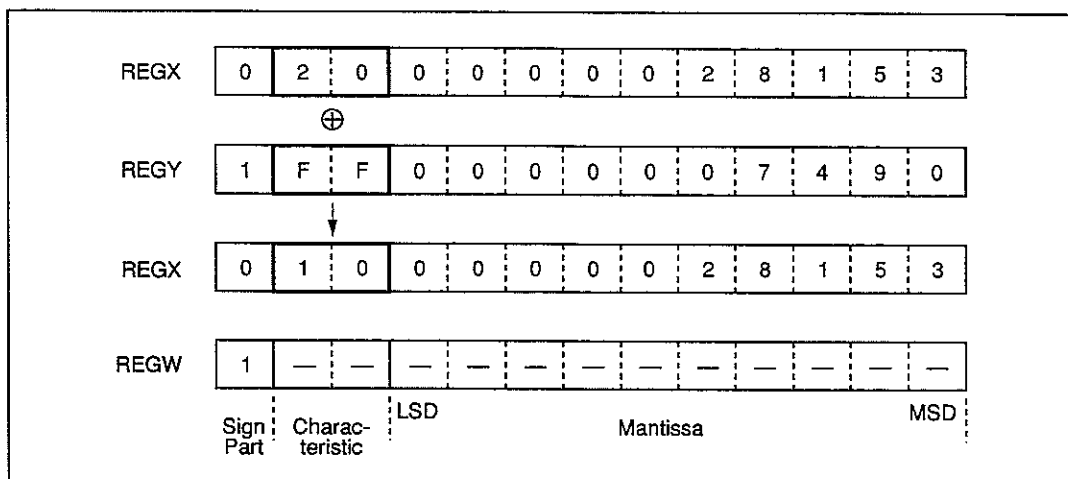 REGX 0 2 0 0 0 0 0 0 2 8 1 5 3
⊕
REGY 1 F F 0 0 0 0 0 0 7 4 9 0
REGX 0 1 0 0 0 0 0 0 2 8 1 5 3
REGW 1 — — — — — — — — — — — —
LSD MSD
Sign Charac- Mantissa
Part teristic